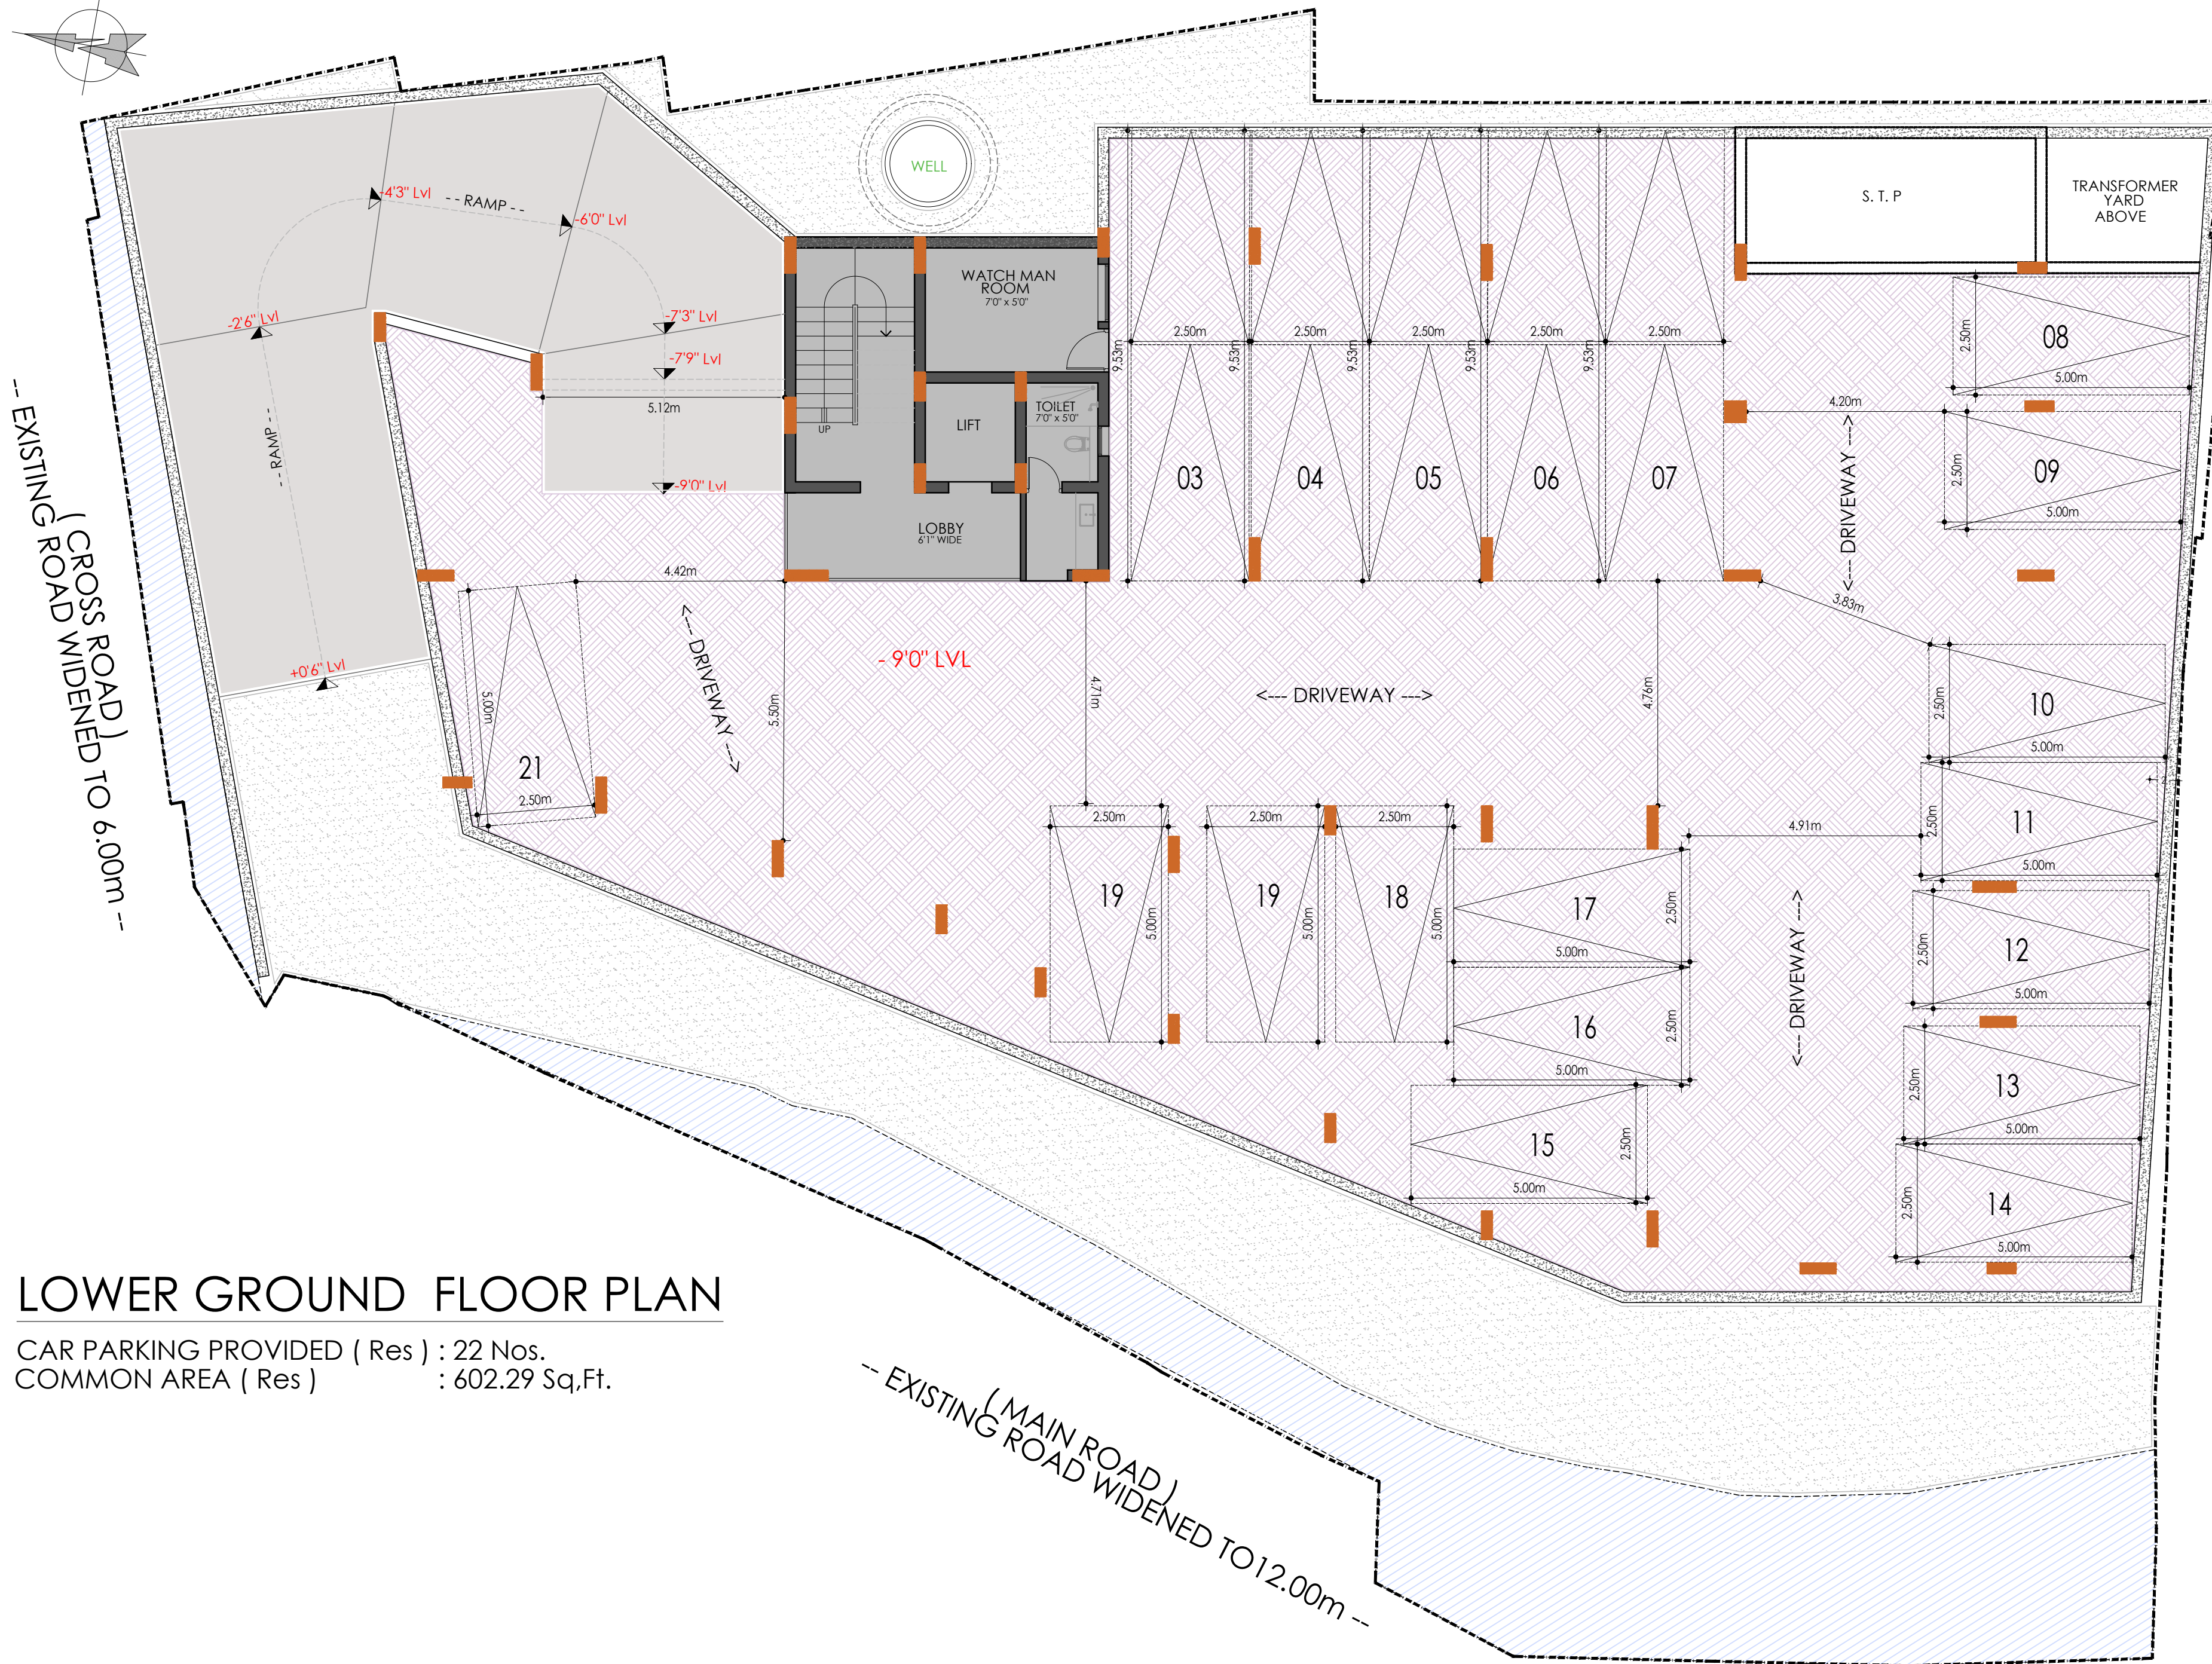 WELL
S. T. P
TRANSFORMER
YARD
ABOVE
-4'3" Lvl
-- RAMP --
-6'0" Lvl
-2'6" Lvl
-7'3" Lvl
-7'9" Lvl
5.12m
-- RAMP --
-9'0" Lvl
+0'6" Lvl
WATCH MAN
ROOM
7'0" x 5'0"
TOILET
7'0" x 5'0"
LIFT
UP
LOBBY
6'1" WIDE
2.50m
2.50m
2.50m
2.50m
2.50m
9.53m
9.53m
9.53m
9.53m
9.53m
03
04
05
06
07
2.50m
08
5.00m
4.20m
2.50m
09
5.00m
<--- DRIVEWAY --->
3.83m
4.42m
<--- DRIVEWAY --->
- 9'0" LVL
5.50m
4.71m
<--- DRIVEWAY --->
4.76m
5.00m
21
2.50m
2.50m
10
5.00m
2.50m
11
5.00m
4.91m
2.50m
12
5.00m
<--- DRIVEWAY --->
2.50m
13
5.00m
2.50m
14
5.00m
2.50m
19
5.00m
2.50m
19
5.00m
2.50m
18
5.00m
17
2.50m
5.00m
16
2.50m
5.00m
15
2.50m
5.00m
( CROSS ROAD )
-- EXISTING ROAD WIDENED TO 6.00m --
LOWER GROUND FLOOR PLAN
CAR PARKING PROVIDED ( Res ) : 22 Nos.
COMMON AREA ( Res ) : 602.29 Sq,Ft.
( MAIN ROAD )
-- EXISTING ROAD WIDENED TO12.00m --